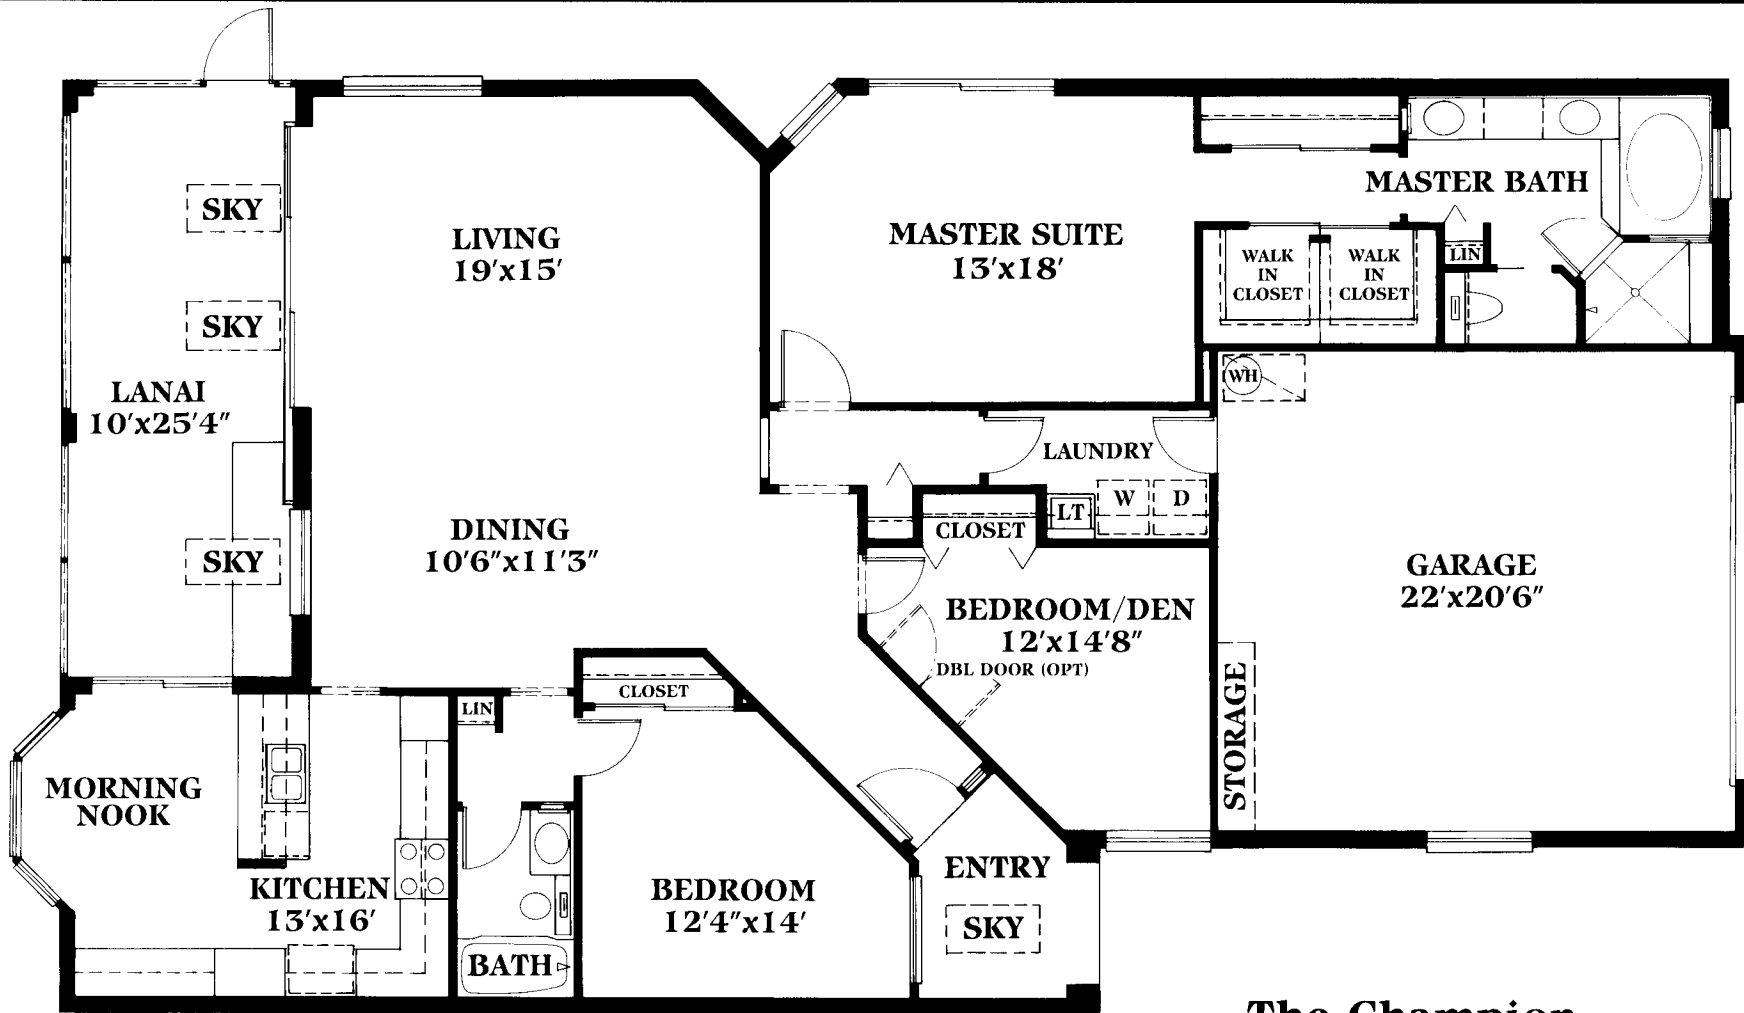 SKY
LIVING
19'x15'
MASTER SUITE
13'x18'
MASTER BATH
WALK
IN
CLOSET
WALK
IN
CLOSET
LIN
SKY
LANAI
10'x25'4"
WH
LAUNDRY
W
D
LT
CLOSET
DINING
10'6"x11'3"
SKY
BEDROOM/DEN
12'x14'8"
DBL DOOR (OPT)
GARAGE
22'x20'6"
STORAGE
CLOSET
LIN
MORNING
NOOK
KITCHEN
13'x16'
BATH
BEDROOM
12'4"x14'
ENTRY
SKY
The Champion